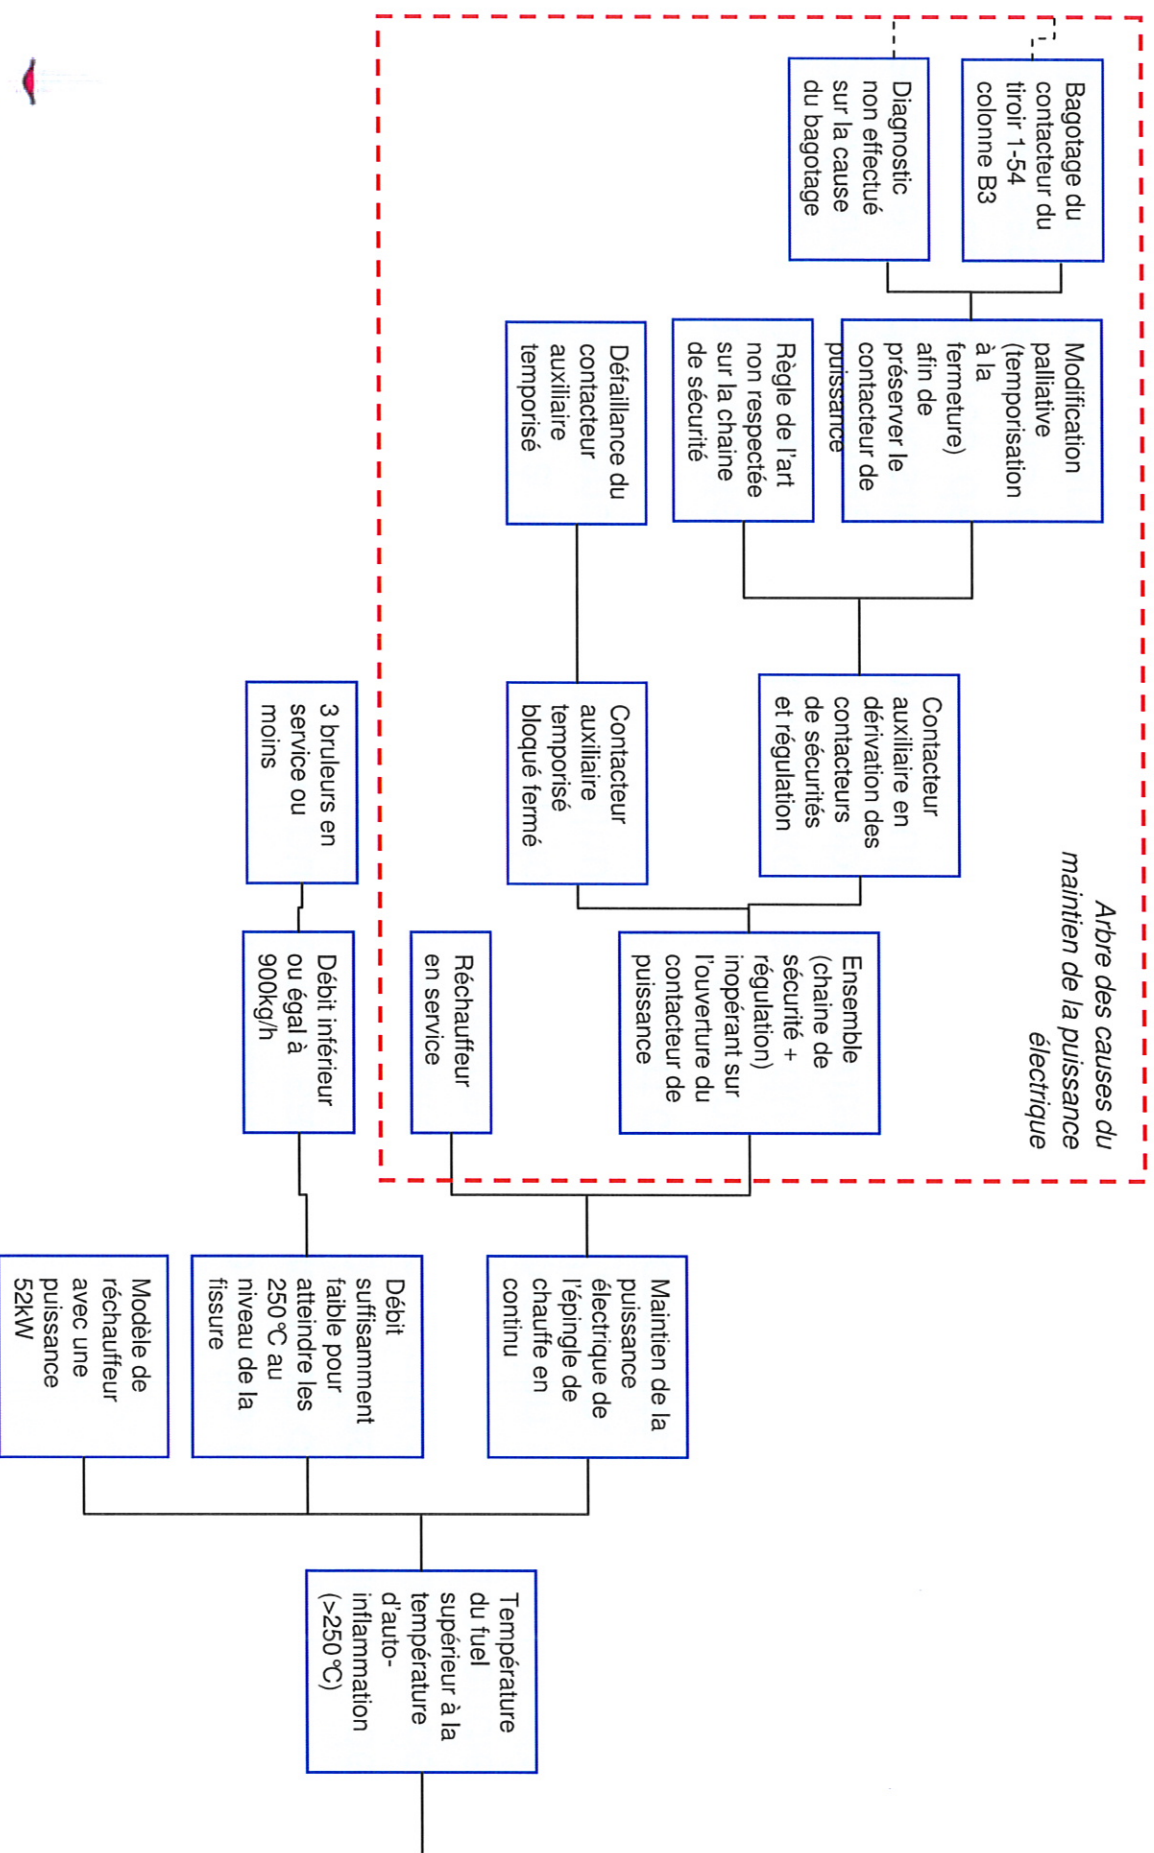 Arbre des causes du
maintien de la puissance
électrique
Bagotage du
contacteur du
tiroir 1-54
colonne B3
Diagnostic
non effectué
sur la cause
du bagotage
Modification
palliative
(temporisation
à la
fermeture)
afin de
préserver le
contacteur de
puissance
Règle de l'art
non respectée
sur la chaine
de sécurité
Défaillance du
contacteur
auxiliaire
temporisé
Contacteur
auxiliaire en
dérivation des
contacteurs
de sécurités
et régulation
Contacteur
auxiliaire
temporisé
bloqué fermé
3 bruleurs en
service ou
moins
Ensemble
(chaine de
sécurité +
régulation)
inopérant sur
l'ouverture du
contacteur de
puissance
Réchauffeur
en service
Débit inférieur
ou égal à
900kg/h
Maintien de la
puissance
électrique de
l'épingle de
chauffe en
continu
Débit
suffisamment
faible pour
atteindre les
250°C au
niveau de la
fissure
Modèle de
réchauffeur
avec une
puissance
52kW
Température
du fuel
supérieur à la
température
d'auto-
inflammation
(>250°C)